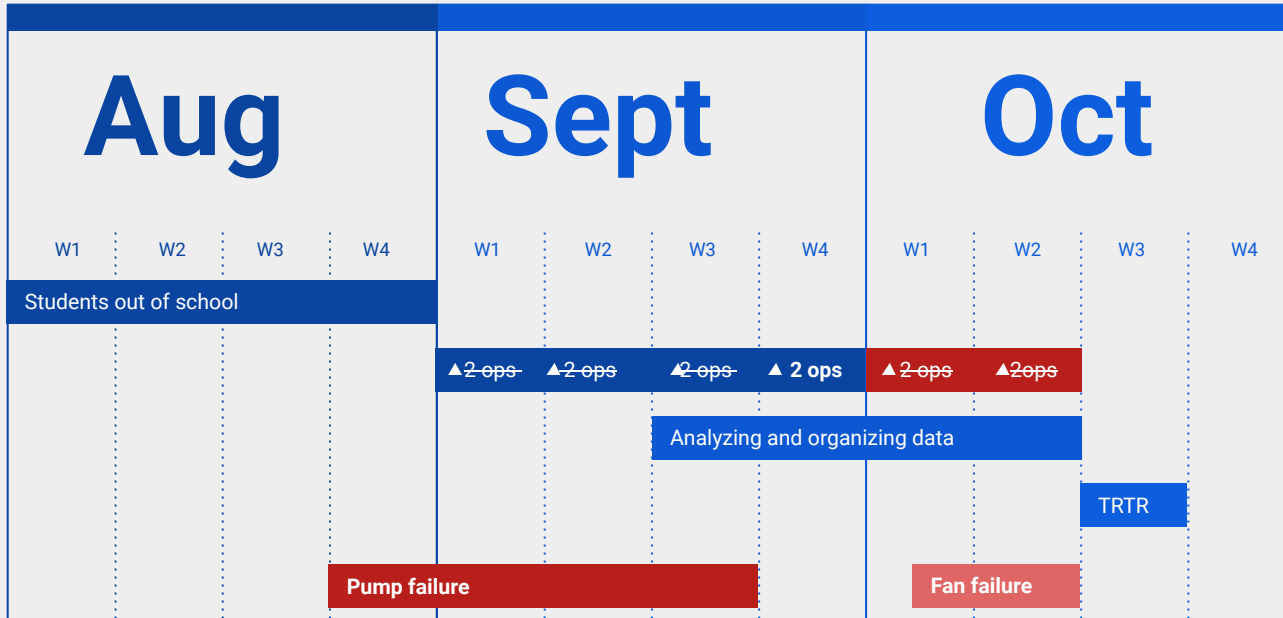 Aug Sept Oct
W1 W2 W3 W4 W1 W2 W3 W4 W1 W2 W3 W4
Students out of school
2 ops 2 ops 2 ops 2 ops 2 ops 2ops
Analyzing and organizing data
TRTR
Pump failure Fan failure